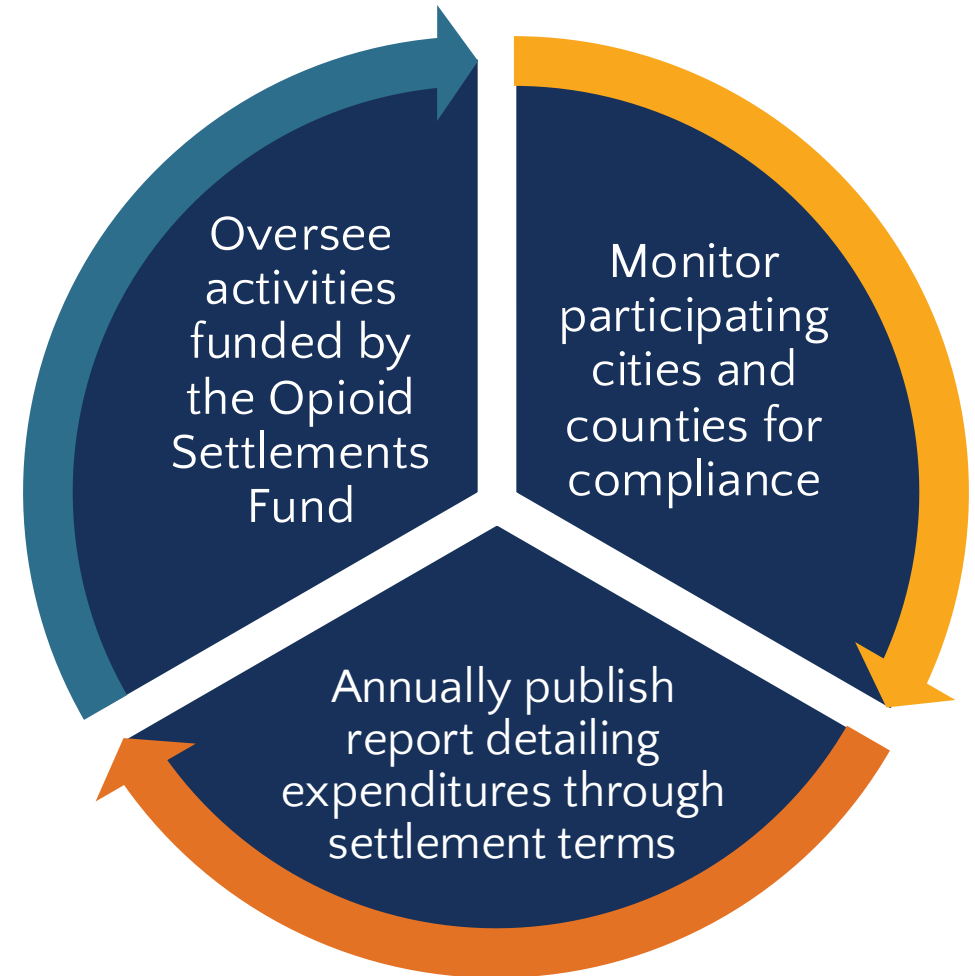 Oversee
activities
funded by
the Opioid
Settlements
Fund
Monitor
participating
cities and
counties for
compliance
Annually publish
report detailing
expenditures through
settlement terms